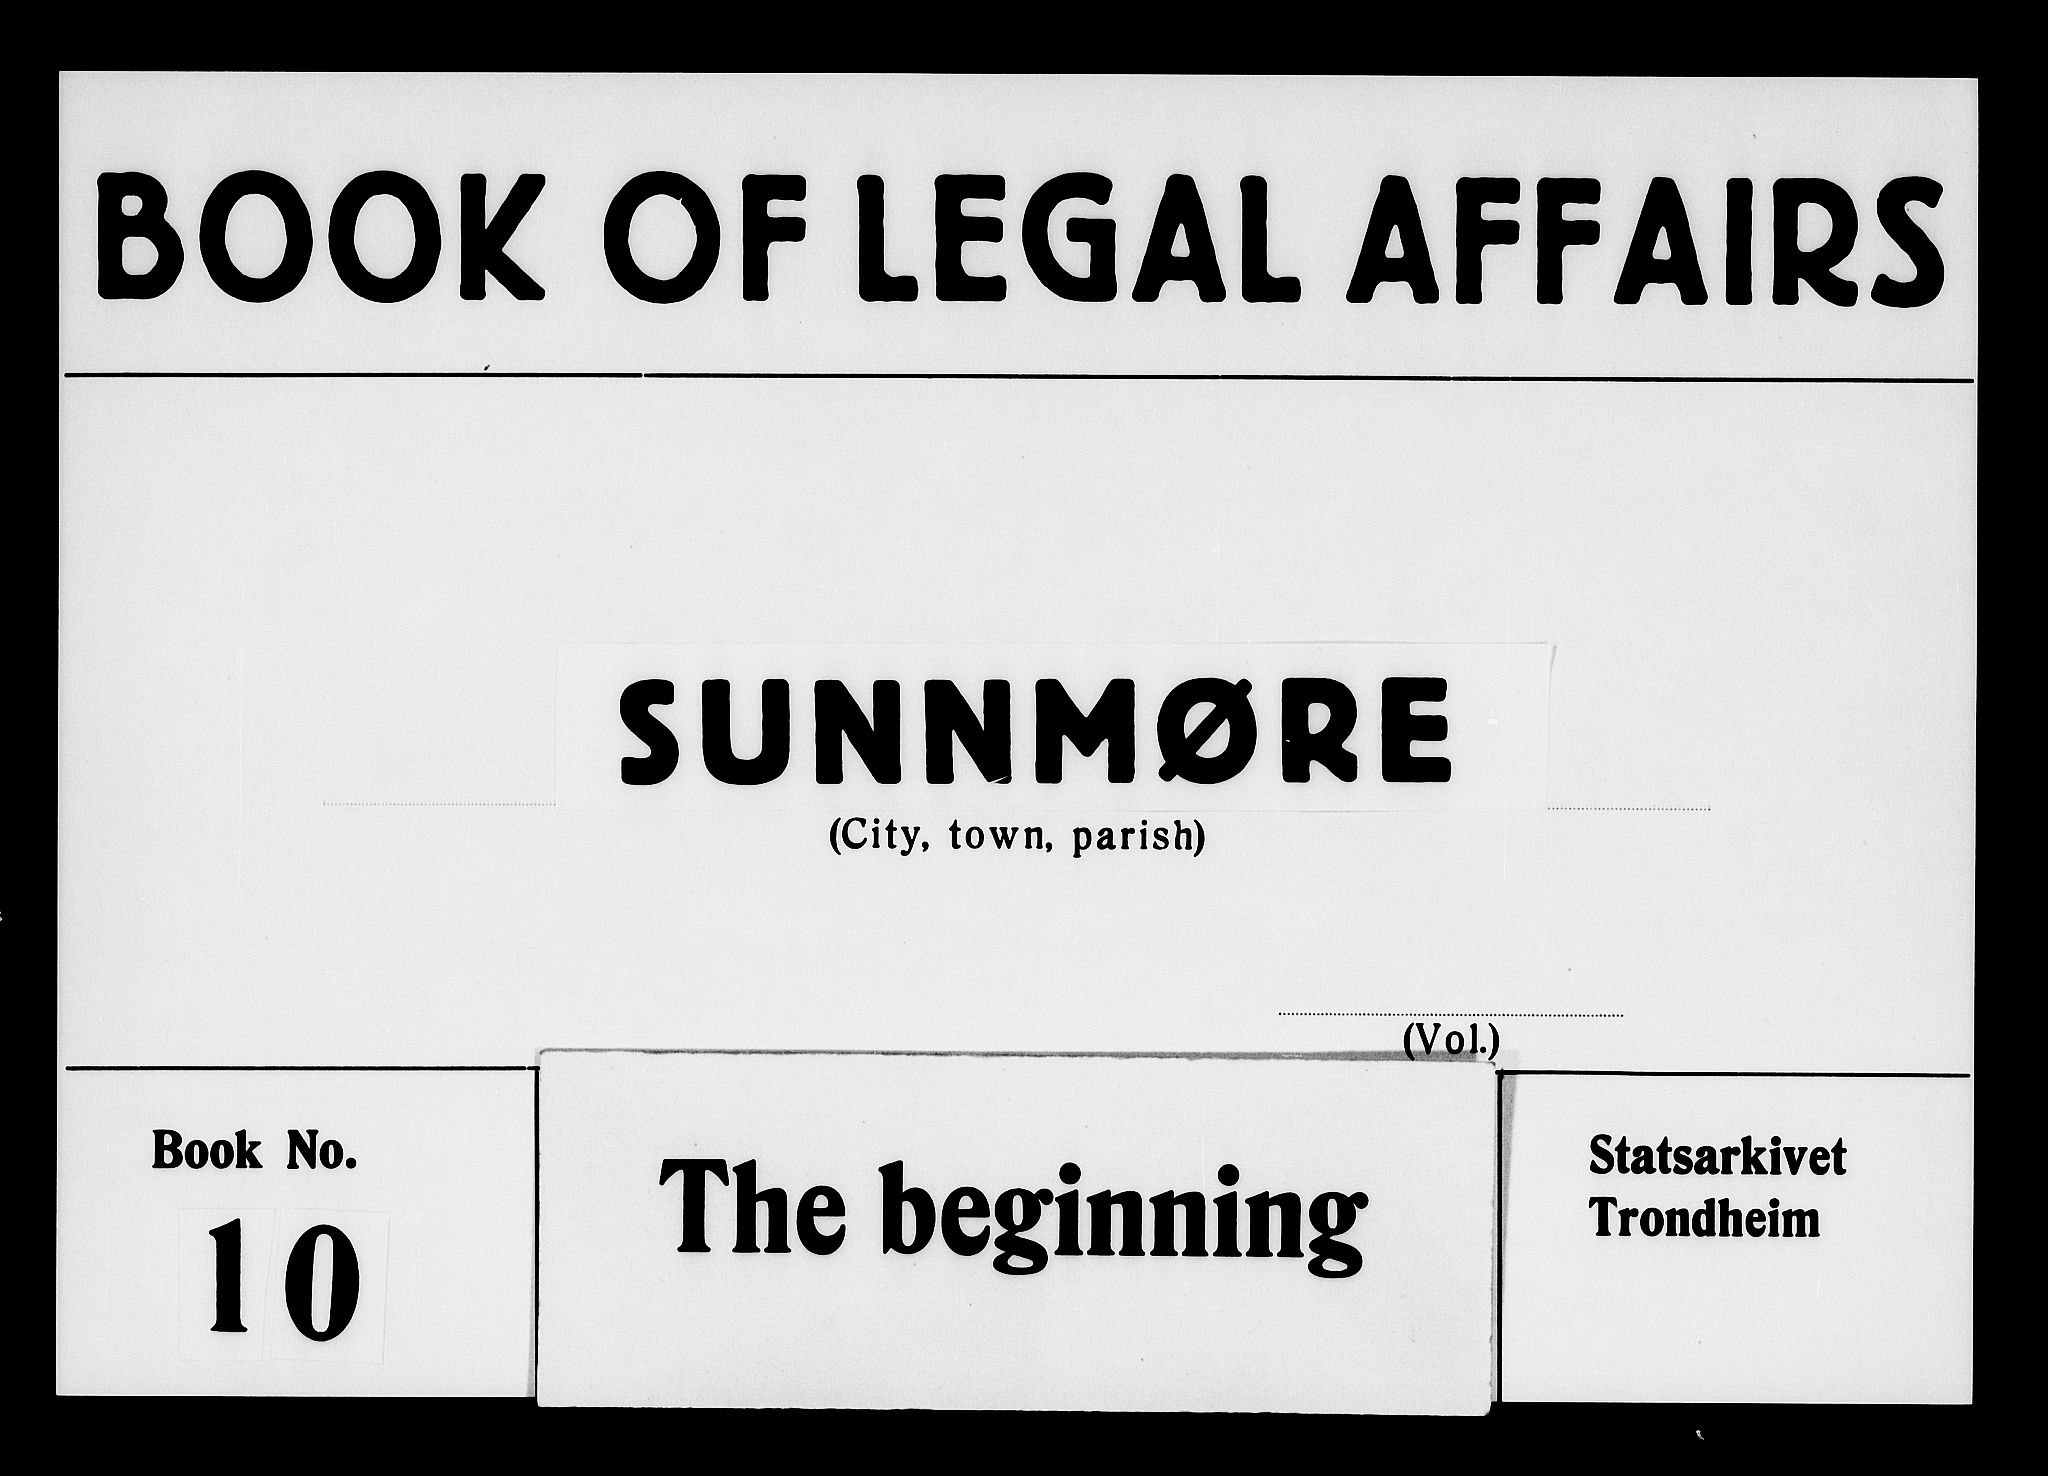 BOOK OF LEGAL AFFAIRS
SUNNMØRE
(City, town, parish)
(Vol.)
Book No.
10
The beginning
Statsarkivet
Trondheim